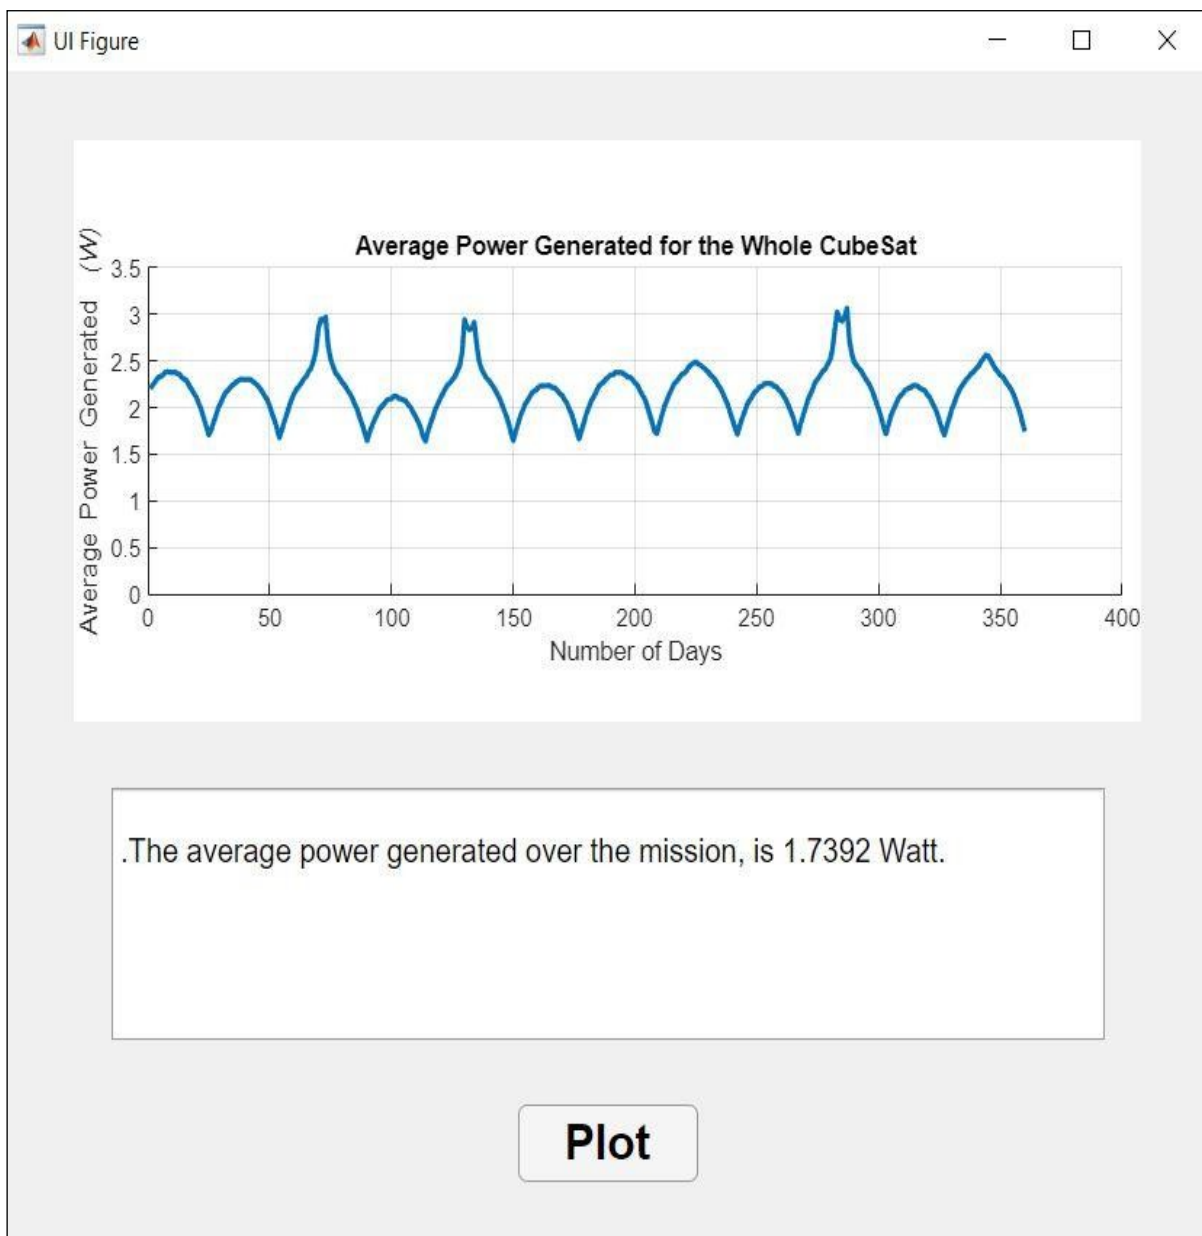 UI Figure
Average Power Generated for the Whole CubeSat
Average Power Generated (W)
3.5
3
2.5
2
1.5
1
0.5
0
0 50 100 150 200 250 300 350 400
Number of Days
.The average power generated over the mission, is 1.7392 Watt.
Plot